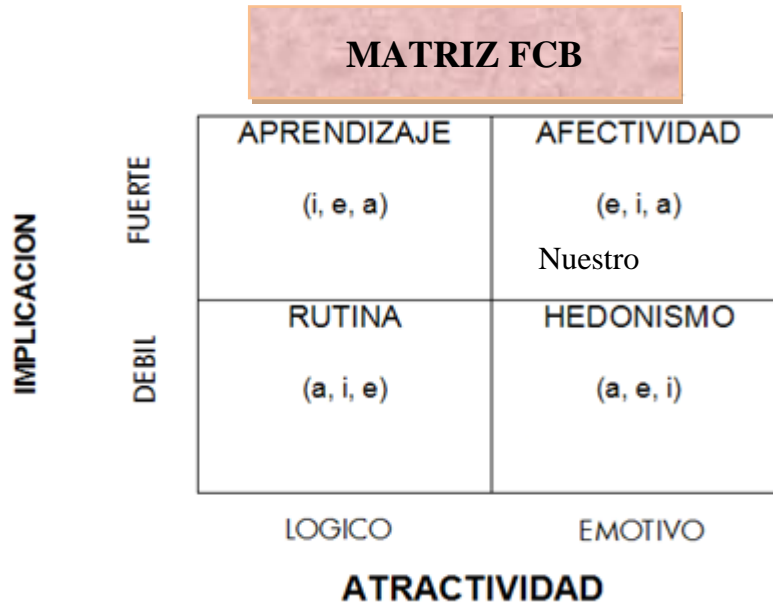 MATRIZ FCB
IMPLICACION
FUERTE
APRENDIZAJE
(i, e, a)
AFECTIVIDAD
(e, i, a)
Nuestro
DEBIL
RUTINA
(a, i, e)
HEDONISMO
(a, e, i)
LOGICO
EMOTIVO
ATRACTIVIDAD